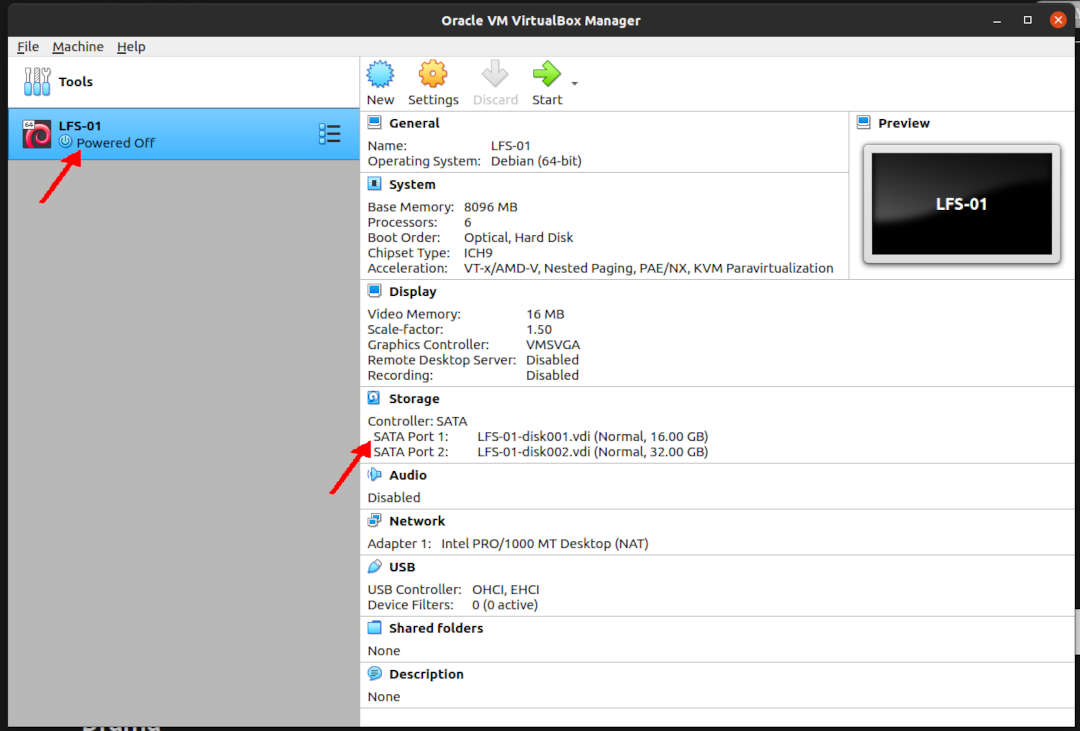 Oracle VM VirtualBox Manager
File Machine Help
Tools
New Settings Discard Start
64 LFS-01
Powered Off
General
Name: LFS-01
Operating System: Debian (64-bit)
Preview
LFS-01
System
Base Memory: 8096 MB
Processors: 6
Boot Order: Optical, Hard Disk
Chipset Type: ICH9
Acceleration: VT-x/AMD-V, Nested Paging, PAE/NX, KVM Paravirtualization
Display
Video Memory: 16 MB
Scale-factor: 1.50
Graphics Controller: VMSVGA
Remote Desktop Server: Disabled
Recording: Disabled
Storage
Controller: SATA
SATA Port 1: LFS-01-disk001.vdi (Normal, 16.00 GB)
SATA Port 2: LFS-01-disk002.vdi (Normal, 32.00 GB)
Audio
Disabled
Network
Adapter 1: Intel PRO/1000 MT Desktop (NAT)
USB
USB Controller: OHCI, EHCI
Device Filters: 0 (0 active)
Shared folders
None
Description
None